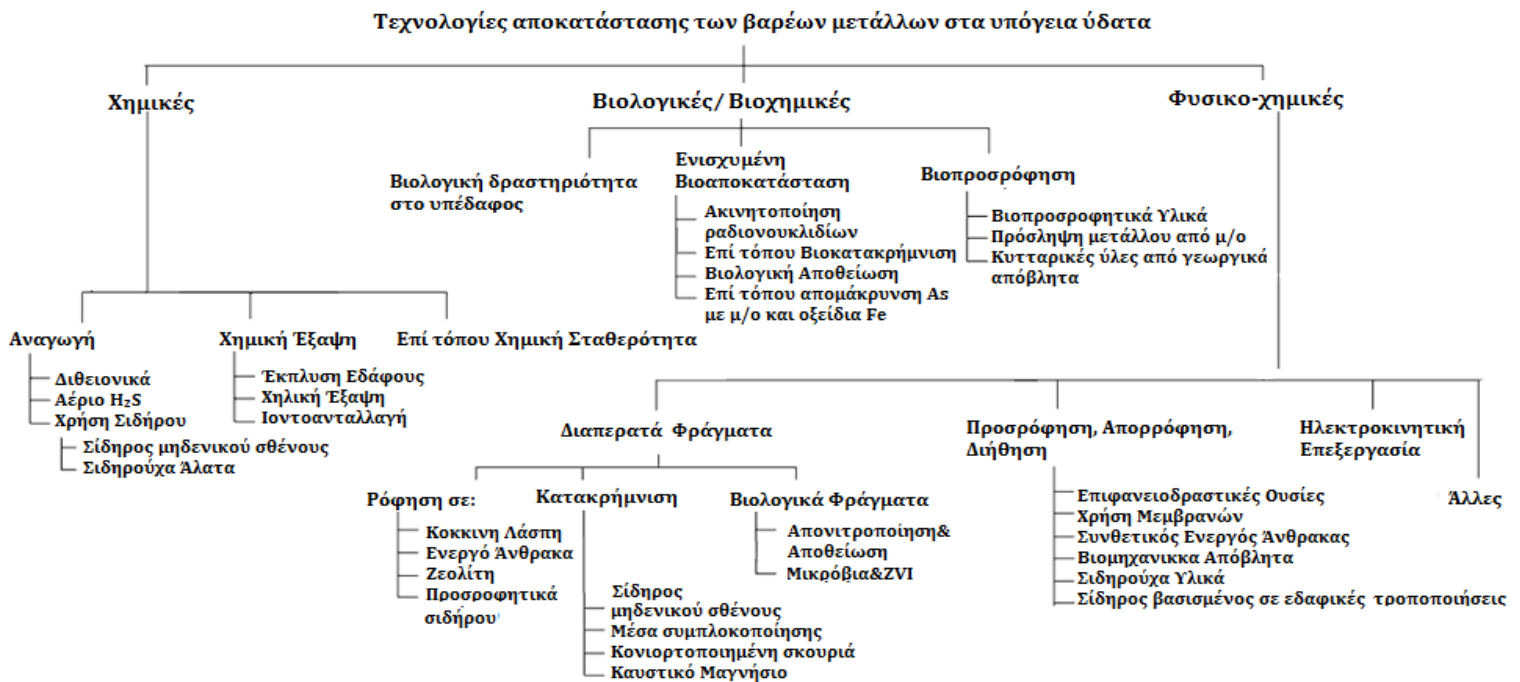 Τεχνολογίες αποκατάστασης των βαρέων μετάλλων στα υπόγεια ύδατα
Χημικές
Βιολογικές/ Βιοχημικές
Φυσικο-χημικές
Βιολογική δραστηριότητα
στο υπέδαφος
Ενισχυμένη
Βιοαποκατάσταση
Ακινητοποίηση
ραδιονουκλιδίων
Επί τόπου Βιοκατακρήμνιση
Βιολογική Αποθείωση
Επί τόπου απομάκρυνση As
με μ/ο και οξείδια Fe
Βιοπροσρόφηση
Βιοπροσροφητικά Υλικά
Πρόσληψη μετάλλου από μ/ο
Κυτταρικές ύλες από γεωργικά
απόβλητα
Αναγωγή
Διθειονικά
Αέριο H₂S
Χρήση Σιδήρου
Σίδηρος μηδενικού σθένους
Σιδηρούχα Άλατα
Χημική Έξαψη
Έκπλυση Εδάφους
Χηλική Έξαψη
Ιοντοανταλλαγή
Επί τόπου Χημική Σταθερότητα
Διαπερατά Φράγματα
Ρόφηση σε:
Κοκκινη Λάσπη
Ενεργό Άνθρακα
Ζεολίτη
Προσροφητικά
σιδήρου
Κατακρήμνιση
Σίδηρος
μηδενικού σθένους
Μέσα συμπλοκοποίησης
Κονιορτοποιημένη σκουριά
Καυστικό Μαγνήσιο
Βιολογικά Φράγματα
Απονιτροποίηση&
Αποθείωση
Μικρόβια&ZVI
Προσρόφηση, Απορρόφηση,
Διήθηση
Επιφανειοδραστικές Ουσίες
Χρήση Μεμβρανών
Συνθετικός Ενεργός Άνθρακας
Βιομηχανικκα Απόβλητα
Σιδηρούχα Υλικά
Σίδηρος βασισμένος σε εδαφικές τροποποιήσεις
Ηλεκτροκινητική
Επεξεργασία
Άλλες